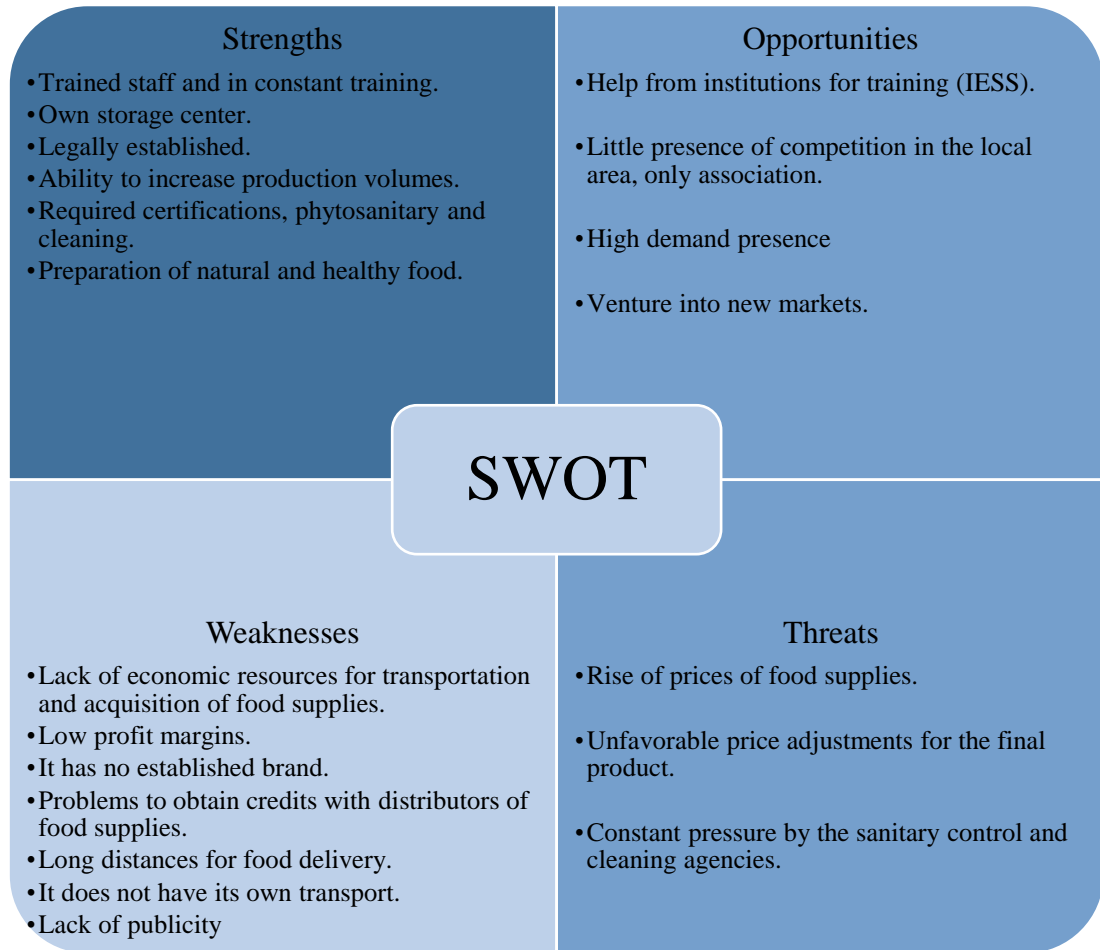 Strengths
•Trained staff and in constant training.
•Own storage center.
•Legally established.
•Ability to increase production volumes.
•Required certifications, phytosanitary and
cleaning.
•Preparation of natural and healthy food.
Opportunities
•Help from institutions for training (IESS).
•Little presence of competition in the local
area, only association.
•High demand presence
•Venture into new markets.
SWOT
Weaknesses
•Lack of economic resources for transportation
and acquisition of food supplies.
•Low profit margins.
•It has no established brand.
•Problems to obtain credits with distributors of
food supplies.
•Long distances for food delivery.
•It does not have its own transport.
•Lack of publicity
Threats
•Rise of prices of food supplies.
•Unfavorable price adjustments for the final
product.
•Constant pressure by the sanitary control and
cleaning agencies.